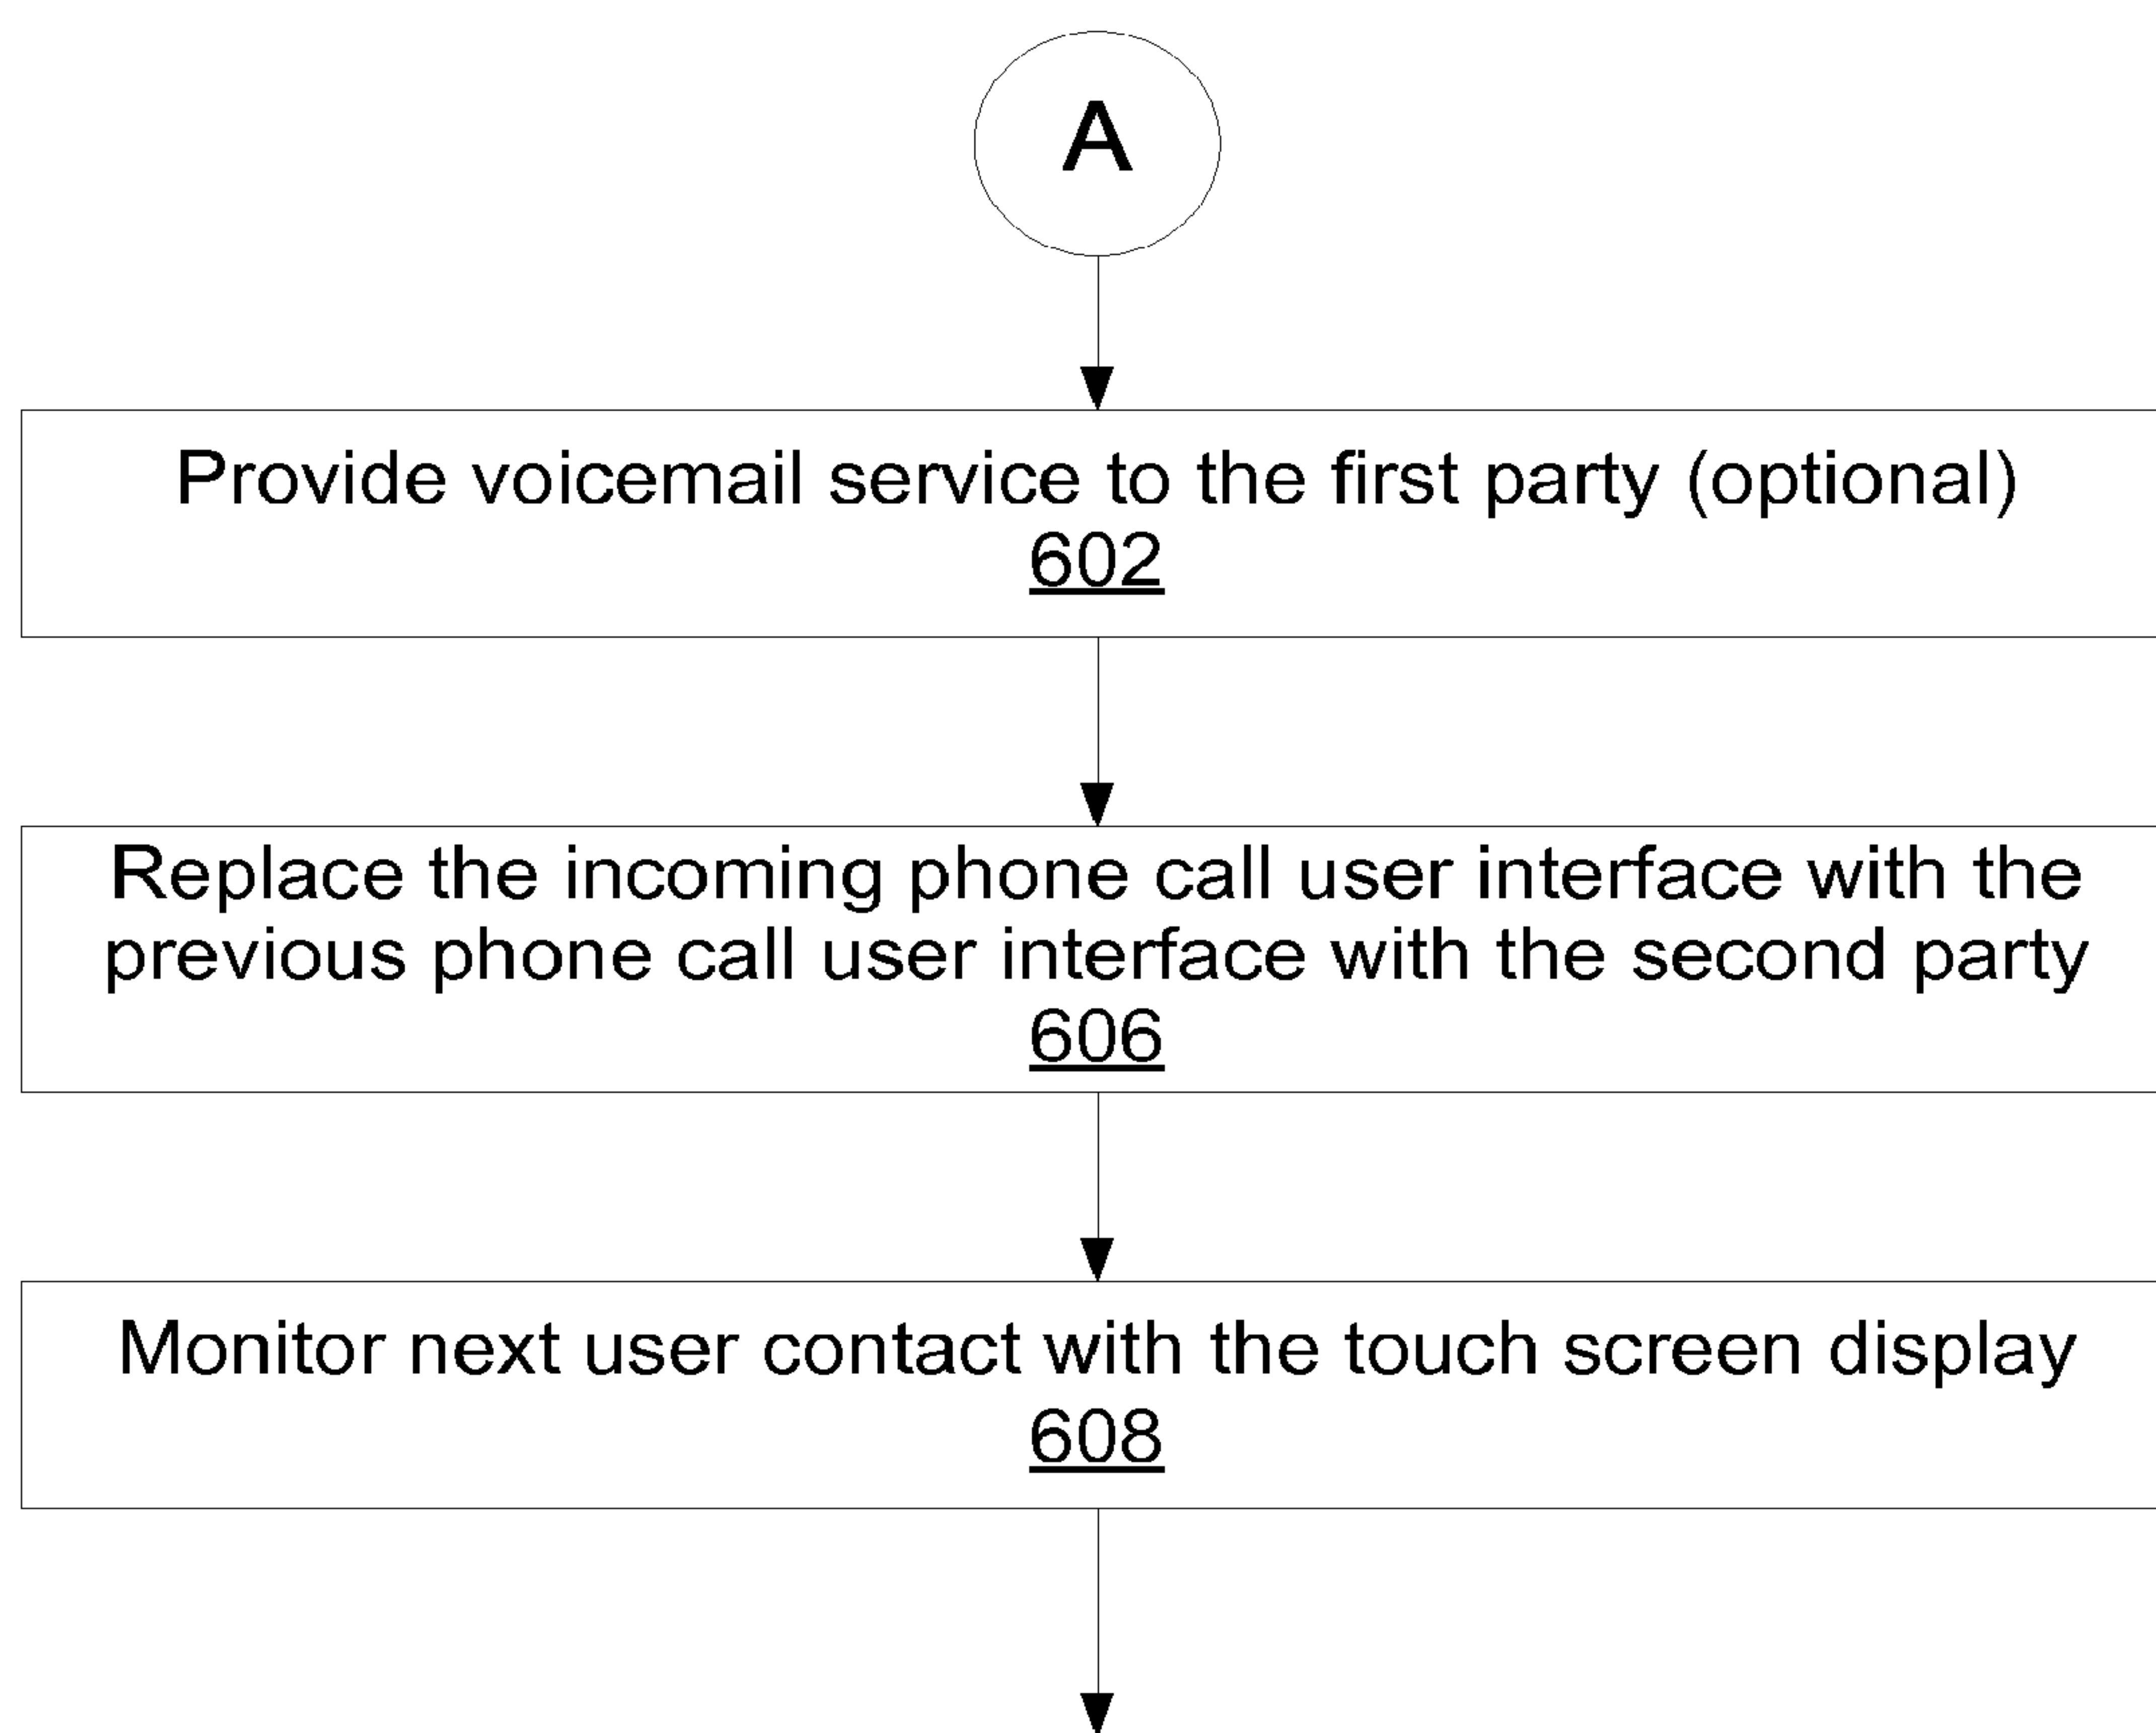 A
Provide voicemail service to the first party (optional)
602
Replace the incoming phone call user interface with the
previous phone call user interface with the second party
606
Monitor next user contact with the touch screen display
608